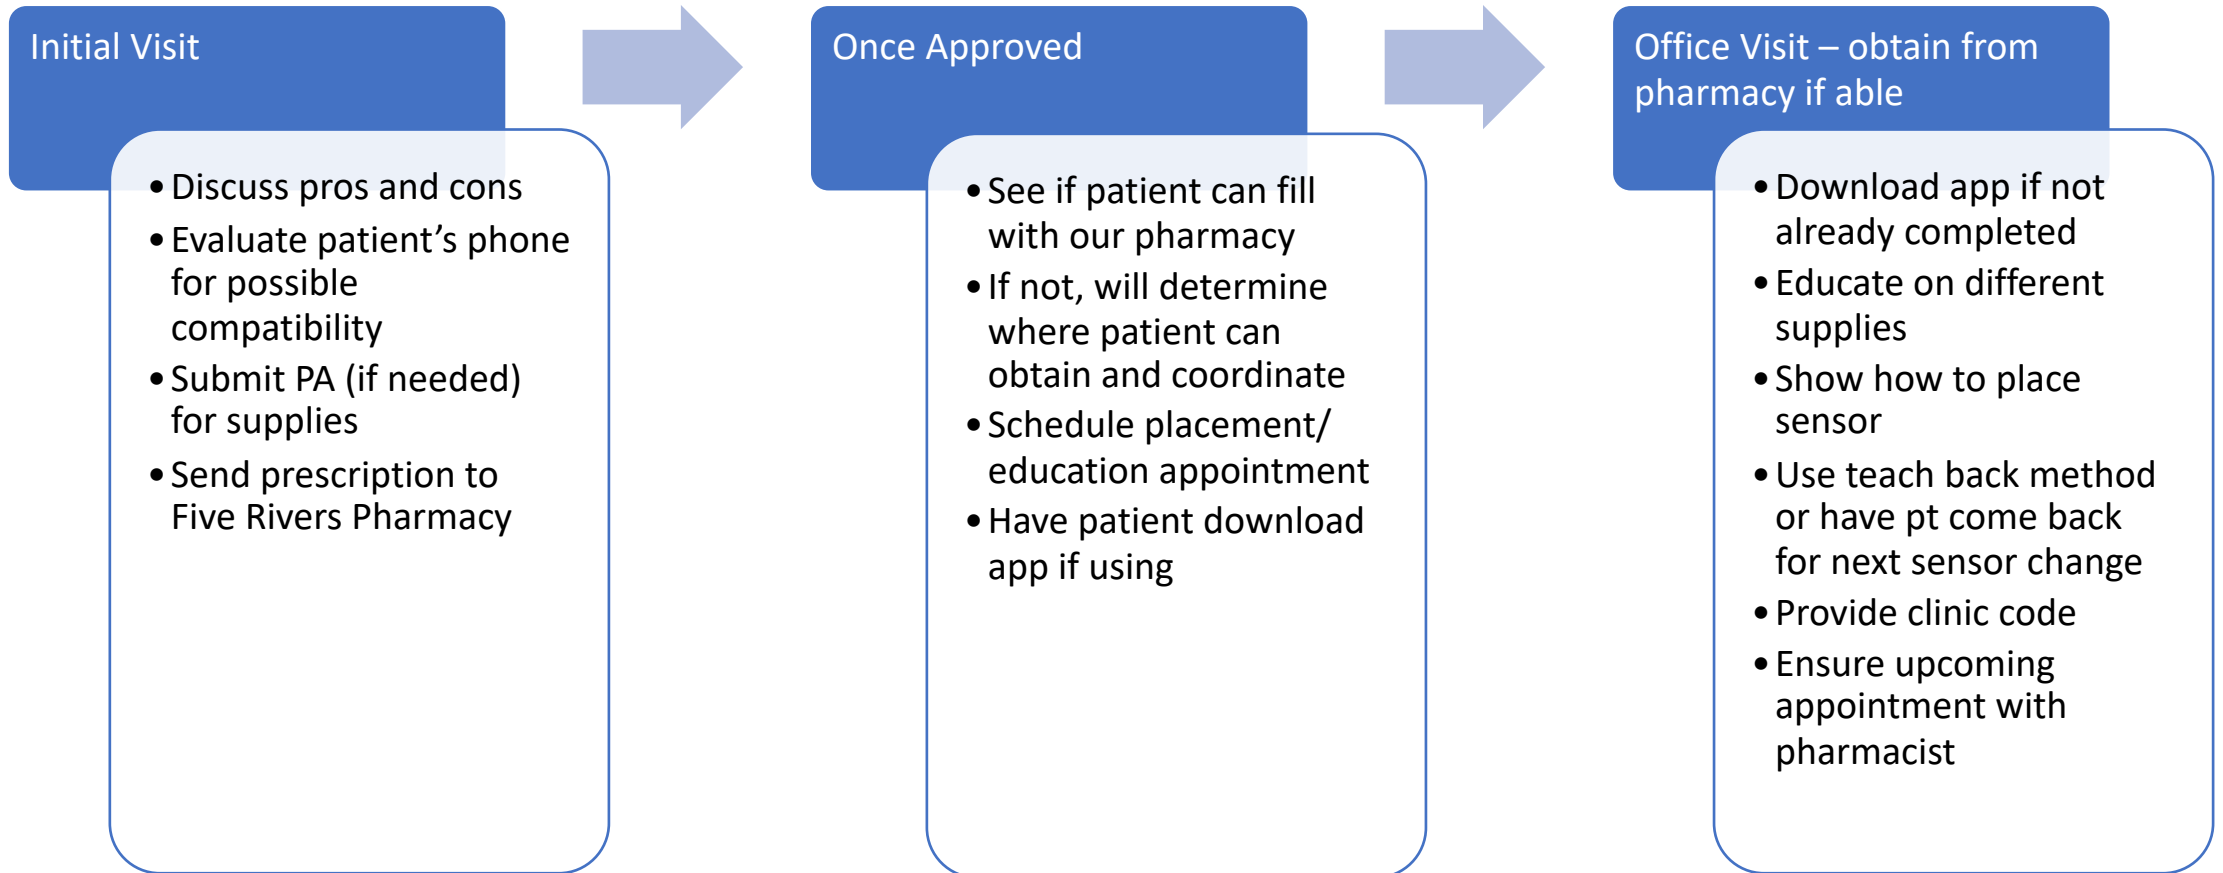 Initial Visit
• Discuss pros and cons
• Evaluate patient’s phone
for possible
compatibility
• Submit PA (if needed)
for supplies
• Send prescription to
Five Rivers Pharmacy
Once Approved
• See if patient can fill
with our pharmacy
• If not, will determine
where patient can
obtain and coordinate
• Schedule placement/
education appointment
• Have patient download
app if using
Office Visit – obtain from
pharmacy if able
• Download app if not
already completed
• Educate on different
supplies
• Show how to place
sensor
• Use teach back method
or have pt come back
for next sensor change
• Provide clinic code
• Ensure upcoming
appointment with
pharmacist